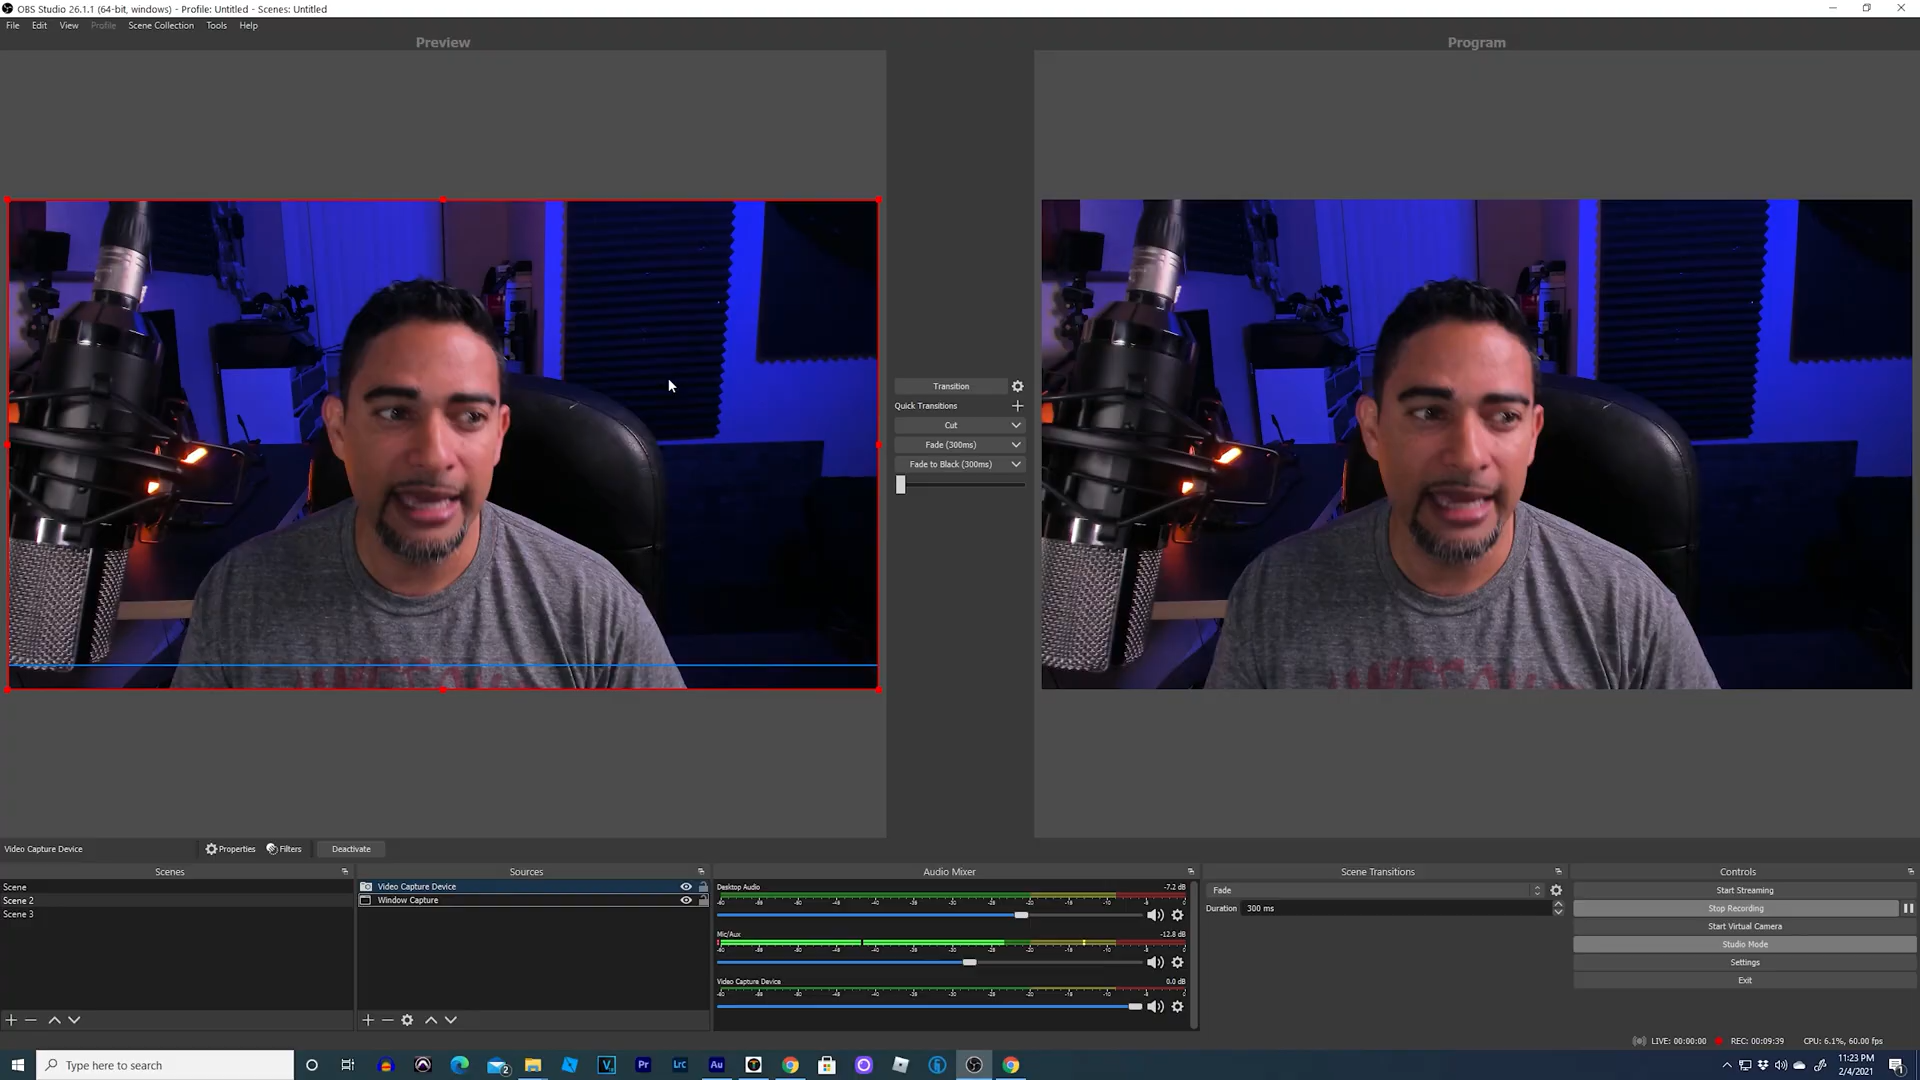 OBS Studio 26.1.1 (64-bit, windows) - Profile: Untitled - Scenes: Untitled
File Edit View Profile Scene Collection Tools Help
Preview
Program
Transition
Quick Transitions
Cut
Fade (300ms)
Fade to Black (300ms)
Video Capture Device Properties Filters Deactivate
Scenes
Scene
Scene 2
Scene 3
Sources
Video Capture Device
Window Capture
Audio Mixer
Desktop Audio -7.2 dB
Mic/Aux -12.8 dB
Video Capture Device 0.0 dB
Scene Transitions
Fade
Duration 300 ms
Controls
Start Streaming
Stop Recording
Start Virtual Camera
Studio Mode
Settings
Exit
LIVE: 00:00:00 REC: 00:09:39 CPU: 6.1%, 60.00 fps
Type here to search
2
Pr
Lrc
Au
11:23 PM
2/4/2021
1